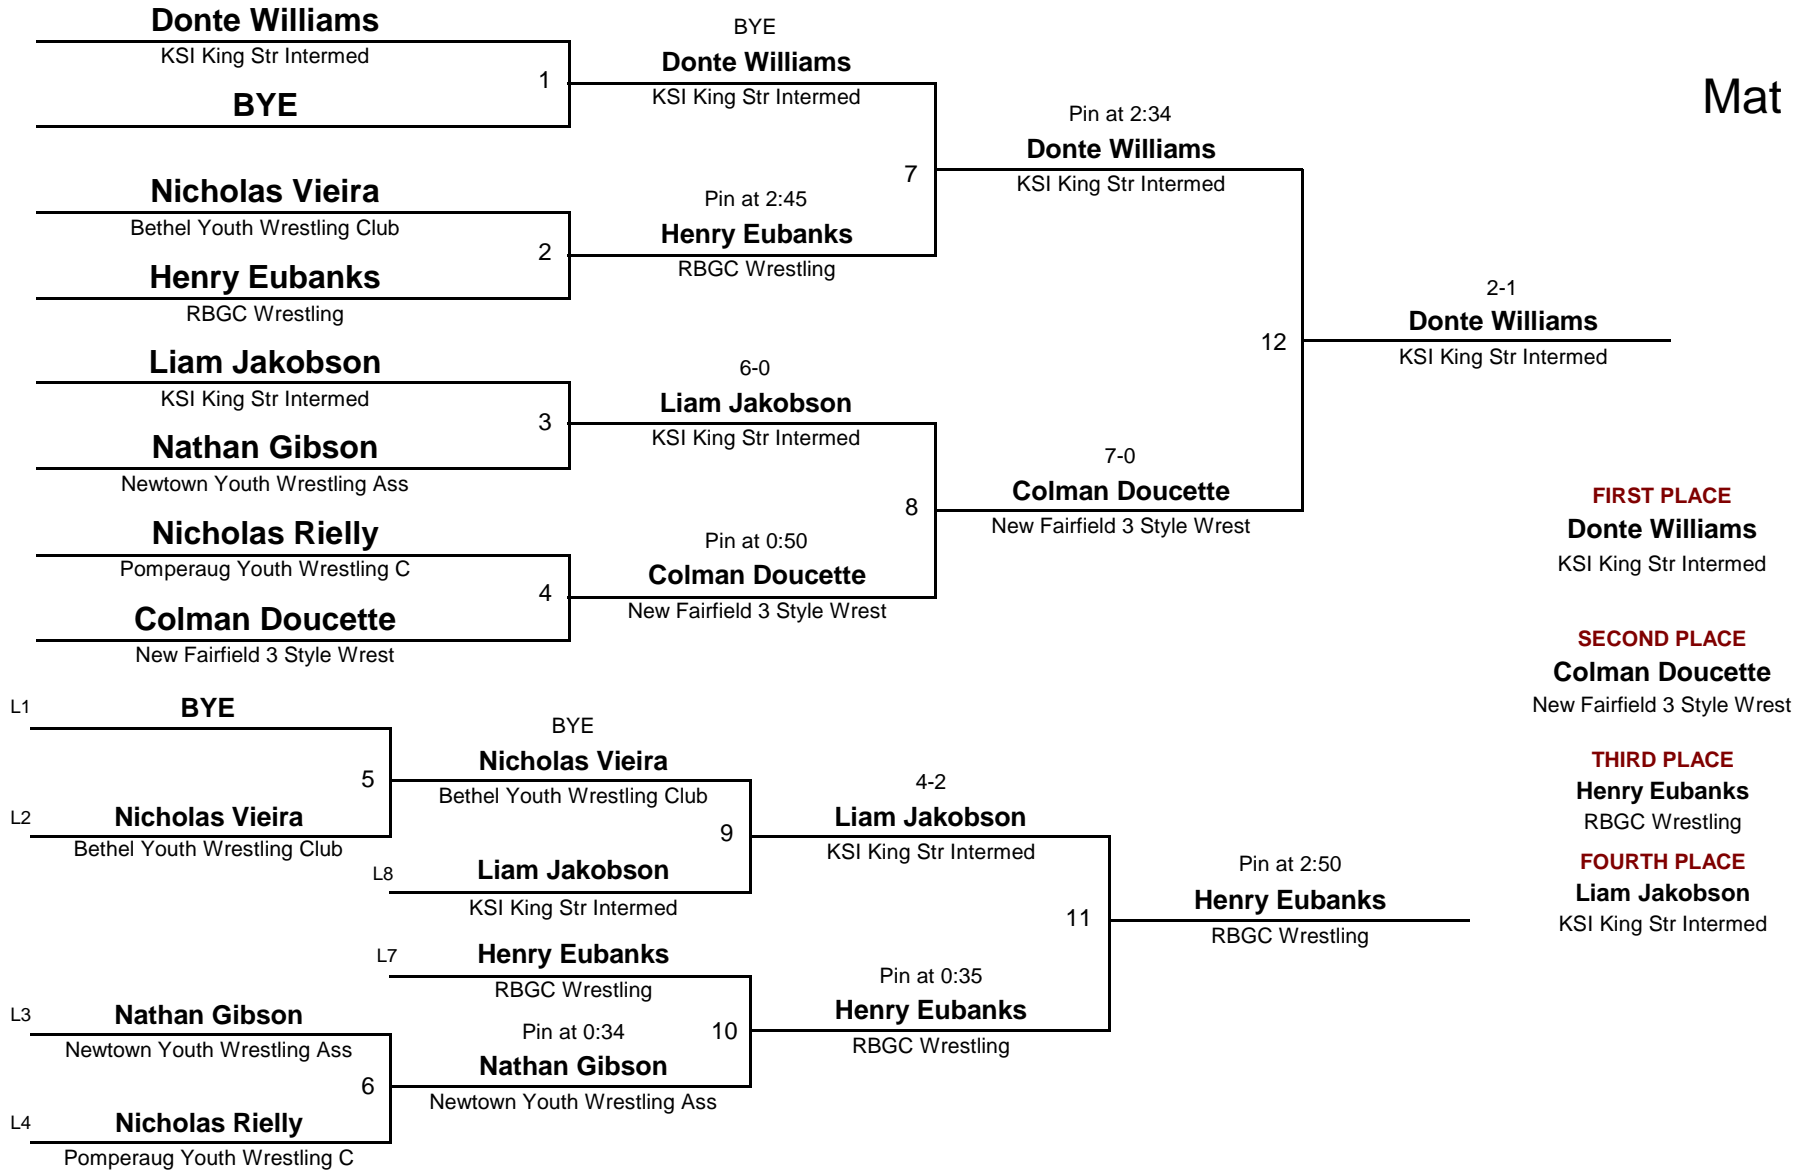 Donte Williams
KSI King Str Intermed
1
BYE
Nicholas Vieira
Bethel Youth Wrestling Club
2
Henry Eubanks
RBGC Wrestling
Liam Jakobson
KSI King Str Intermed
3
Nathan Gibson
Newtown Youth Wrestling Ass
Nicholas Rielly
Pomperaug Youth Wrestling C
4
Colman Doucette
New Fairfield 3 Style Wrest
BYE
Donte Williams
KSI King Str Intermed
7
Pin at 2:45
Henry Eubanks
RBGC Wrestling
6-0
Liam Jakobson
KSI King Str Intermed
8
Pin at 0:50
Colman Doucette
New Fairfield 3 Style Wrest
Pin at 2:34
Donte Williams
KSI King Str Intermed
12
7-0
Colman Doucette
New Fairfield 3 Style Wrest
2-1
Donte Williams
KSI King Str Intermed
Mat
L1
BYE
5
L2
Nicholas Vieira
Bethel Youth Wrestling Club
L3
Nathan Gibson
Newtown Youth Wrestling Ass
6
L4
Nicholas Rielly
Pomperaug Youth Wrestling C
BYE
Nicholas Vieira
Bethel Youth Wrestling Club
9
L8
Liam Jakobson
KSI King Str Intermed
L7
Henry Eubanks
RBGC Wrestling
10
Pin at 0:34
Nathan Gibson
Newtown Youth Wrestling Ass
4-2
Liam Jakobson
KSI King Str Intermed
11
Pin at 0:35
Henry Eubanks
RBGC Wrestling
Pin at 2:50
Henry Eubanks
RBGC Wrestling
FIRST PLACE
Donte Williams
KSI King Str Intermed
SECOND PLACE
Colman Doucette
New Fairfield 3 Style Wrest
THIRD PLACE
Henry Eubanks
RBGC Wrestling
FOURTH PLACE
Liam Jakobson
KSI King Str Intermed